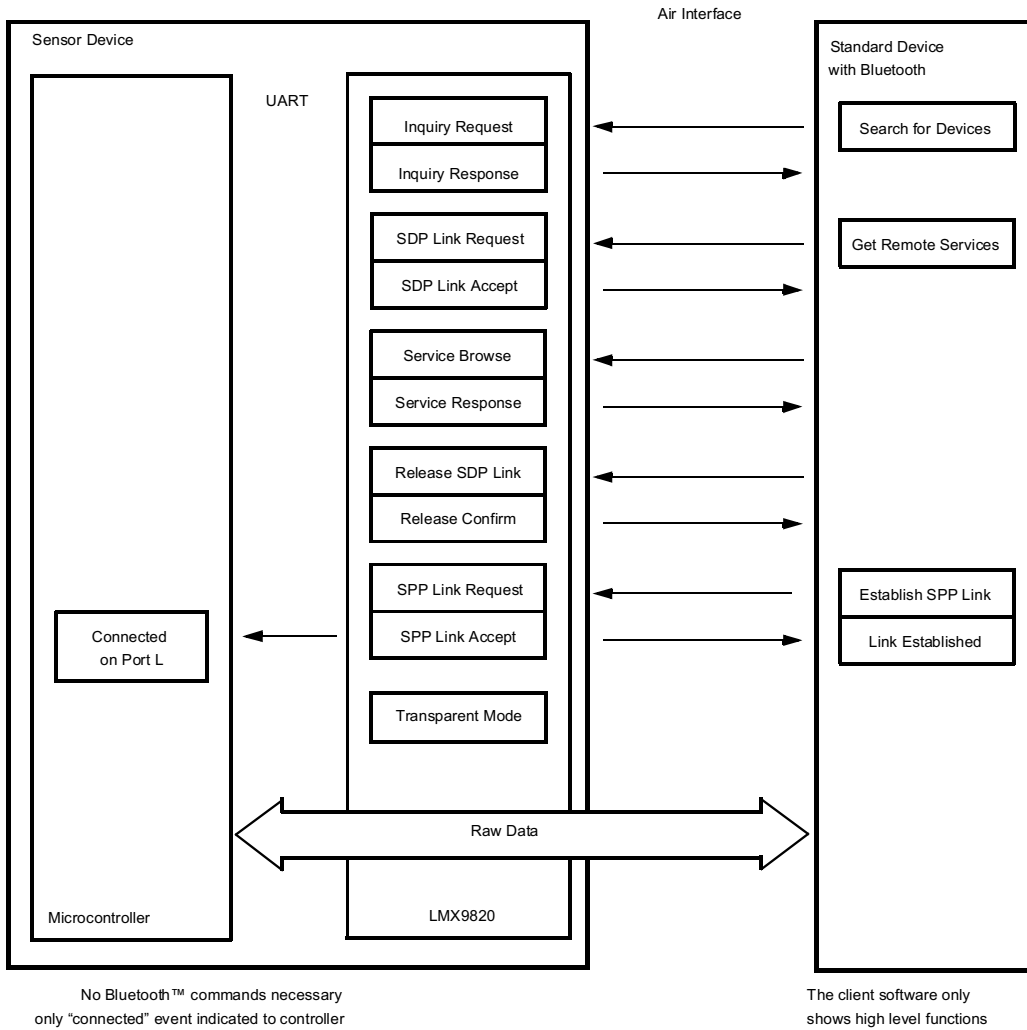 Air Interface
Sensor Device
Standard Device
with Bluetooth
UART
Inquiry Request
Search for Devices
Inquiry Response
SDP Link Request
Get Remote Services
SDP Link Accept
Service Browse
Service Response
Release SDP Link
Release Confirm
SPP Link Request
Establish SPP Link
Connected
on Port L
SPP Link Accept
Link Established
Transparent Mode
Raw Data
Microcontroller
LMX9820
No Bluetooth™ commands necessary
only “connected” event indicated to controller
The client software only
shows high level functions